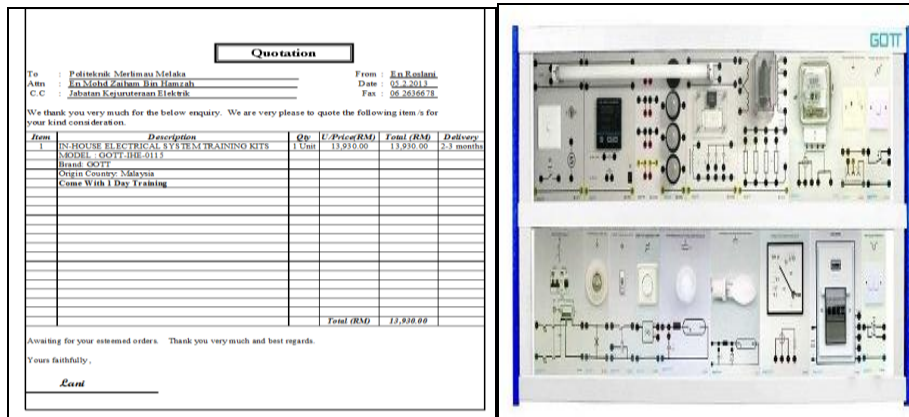 Quotation
To : Politeknik Merlimau Melaka
From : En Roslani
Attn : En Mohd Zaiham Bin Hamzah
Date : 05.2.2013
C.C : Jabatan Kejuruteraan Elektrik
Fax : 06 2636678
We thank you very much for the below enquiry. We are very please to quote the following item/s for
your kind consideration.
Item Description Qty U/Price(RM) Total (RM) Delivery
1 IN-HOUSE ELECTRICAL SYSTEM TRAINING KITS 1 Unit 13,930.00 13,930.00 2-3 months
MODEL : GOTT-IHE-0113
Brand: GOTT
Origin Country: Malaysia
Come With 1 Day Training
Total (RM) 13,930.00
Awaiting for your esteemed orders. Thank you very much and best regards.
Yours faithfully,
Lani
GOTT